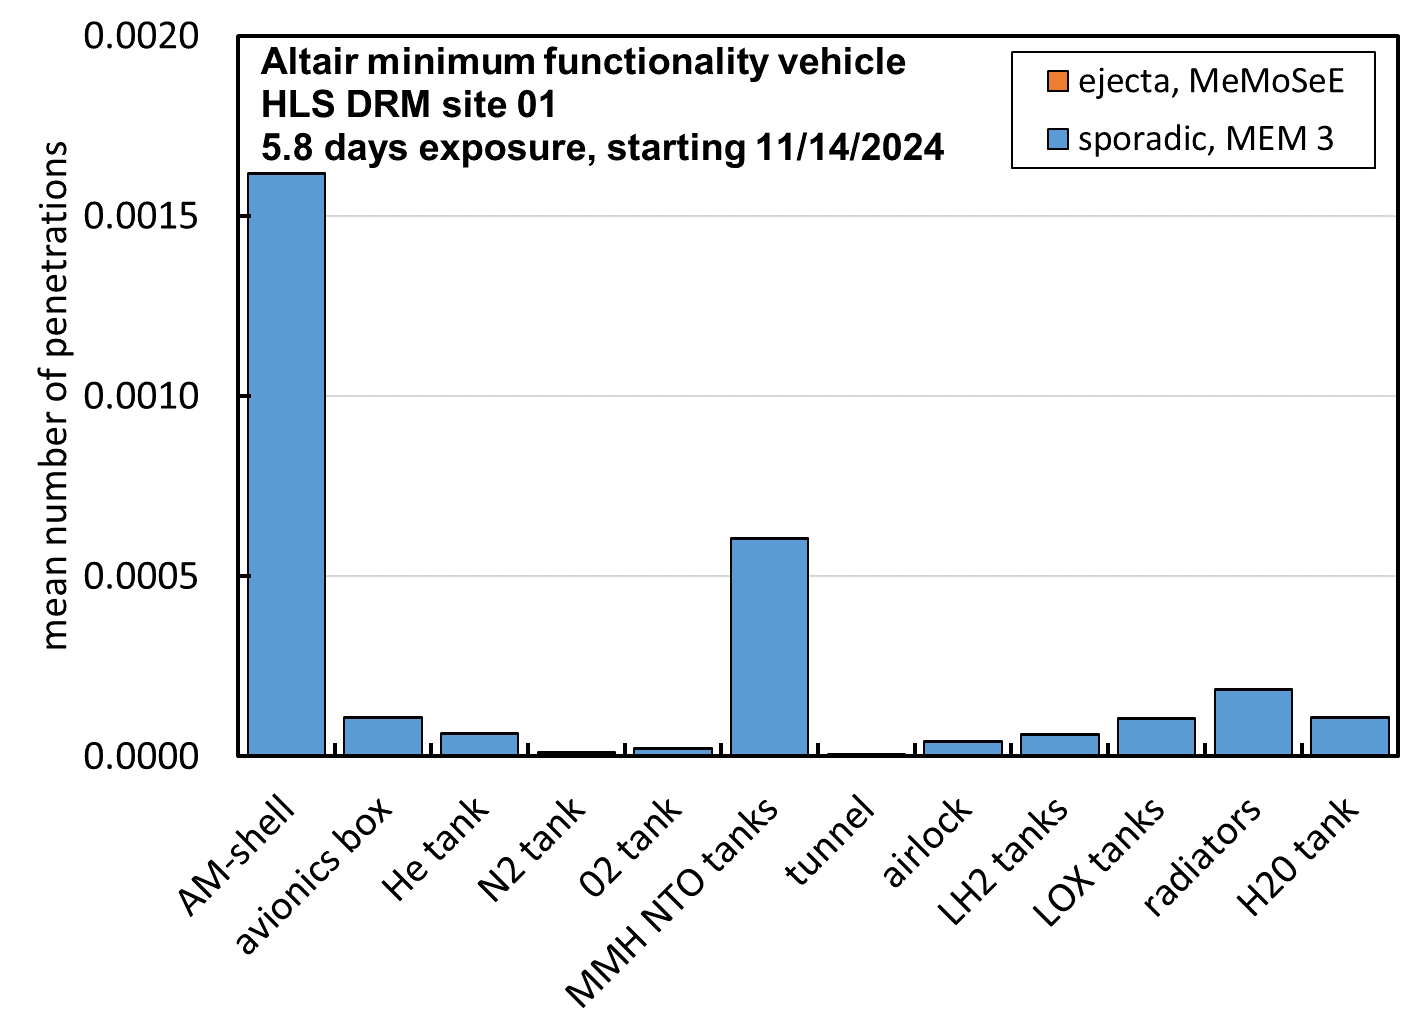 Altair minimum functionality vehicle
HLS DRM site 01
5.8 days exposure, starting 11/14/2024
ejecta, MeMoSeE
sporadic, MEM 3
mean number of penetrations
0.0020
0.0015
0.0010
0.0005
0.0000
AM-shell
avionics box
He tank
N2 tank
02 tank
MMH NTO tanks
tunnel
airlock
LH2 tanks
LOX tanks
radiators
H20 tank